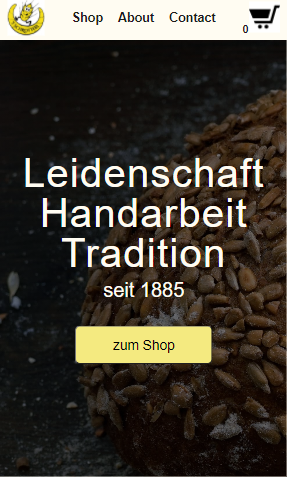 Shop About Contact
0
Leidenschaft
Handarbeit
Tradition
seit 1885
zum Shop